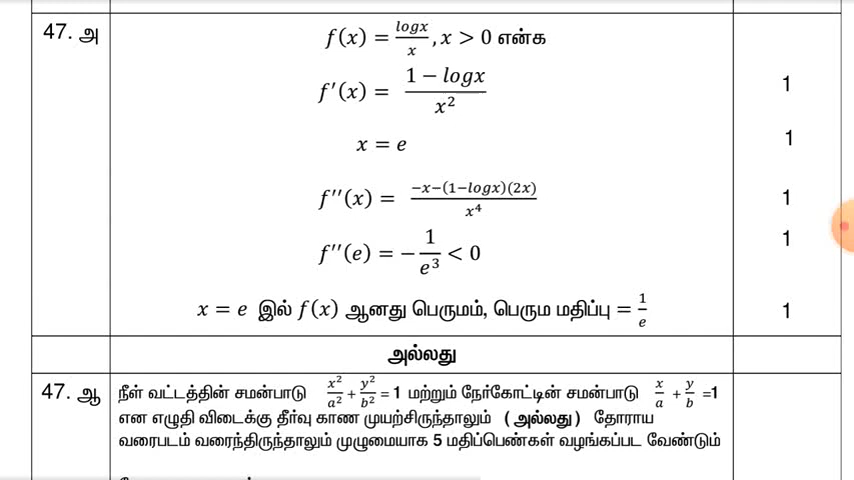 47. அ
f(x) = logx/x , x > 0 என்க
f′(x) = (1 − logx)/x² 1
x = e 1
f′′(x) = (−x−(1−logx)(2x))/x⁴ 1
f′′(e) = −1/e³ < 0 1
x = e இல் f(x) ஆனது பெருமம், பெரும மதிப்பு = 1/e 1
அல்லது
47. ஆ நீள் வட்டத்தின் சமன்பாடு x²/a² + y²/b² = 1 மற்றும் நேர்கோட்டின் சமன்பாடு x/a + y/b =1
என எழுதி விடைக்கு தீர்வு காண முயற்சிருந்தாலும் (அல்லது) தோராய
வரைபடம் வரைந்திருந்தாலும் முழுமையாக 5 மதிப்பெண்கள் வழங்கப்பட வேண்டும்